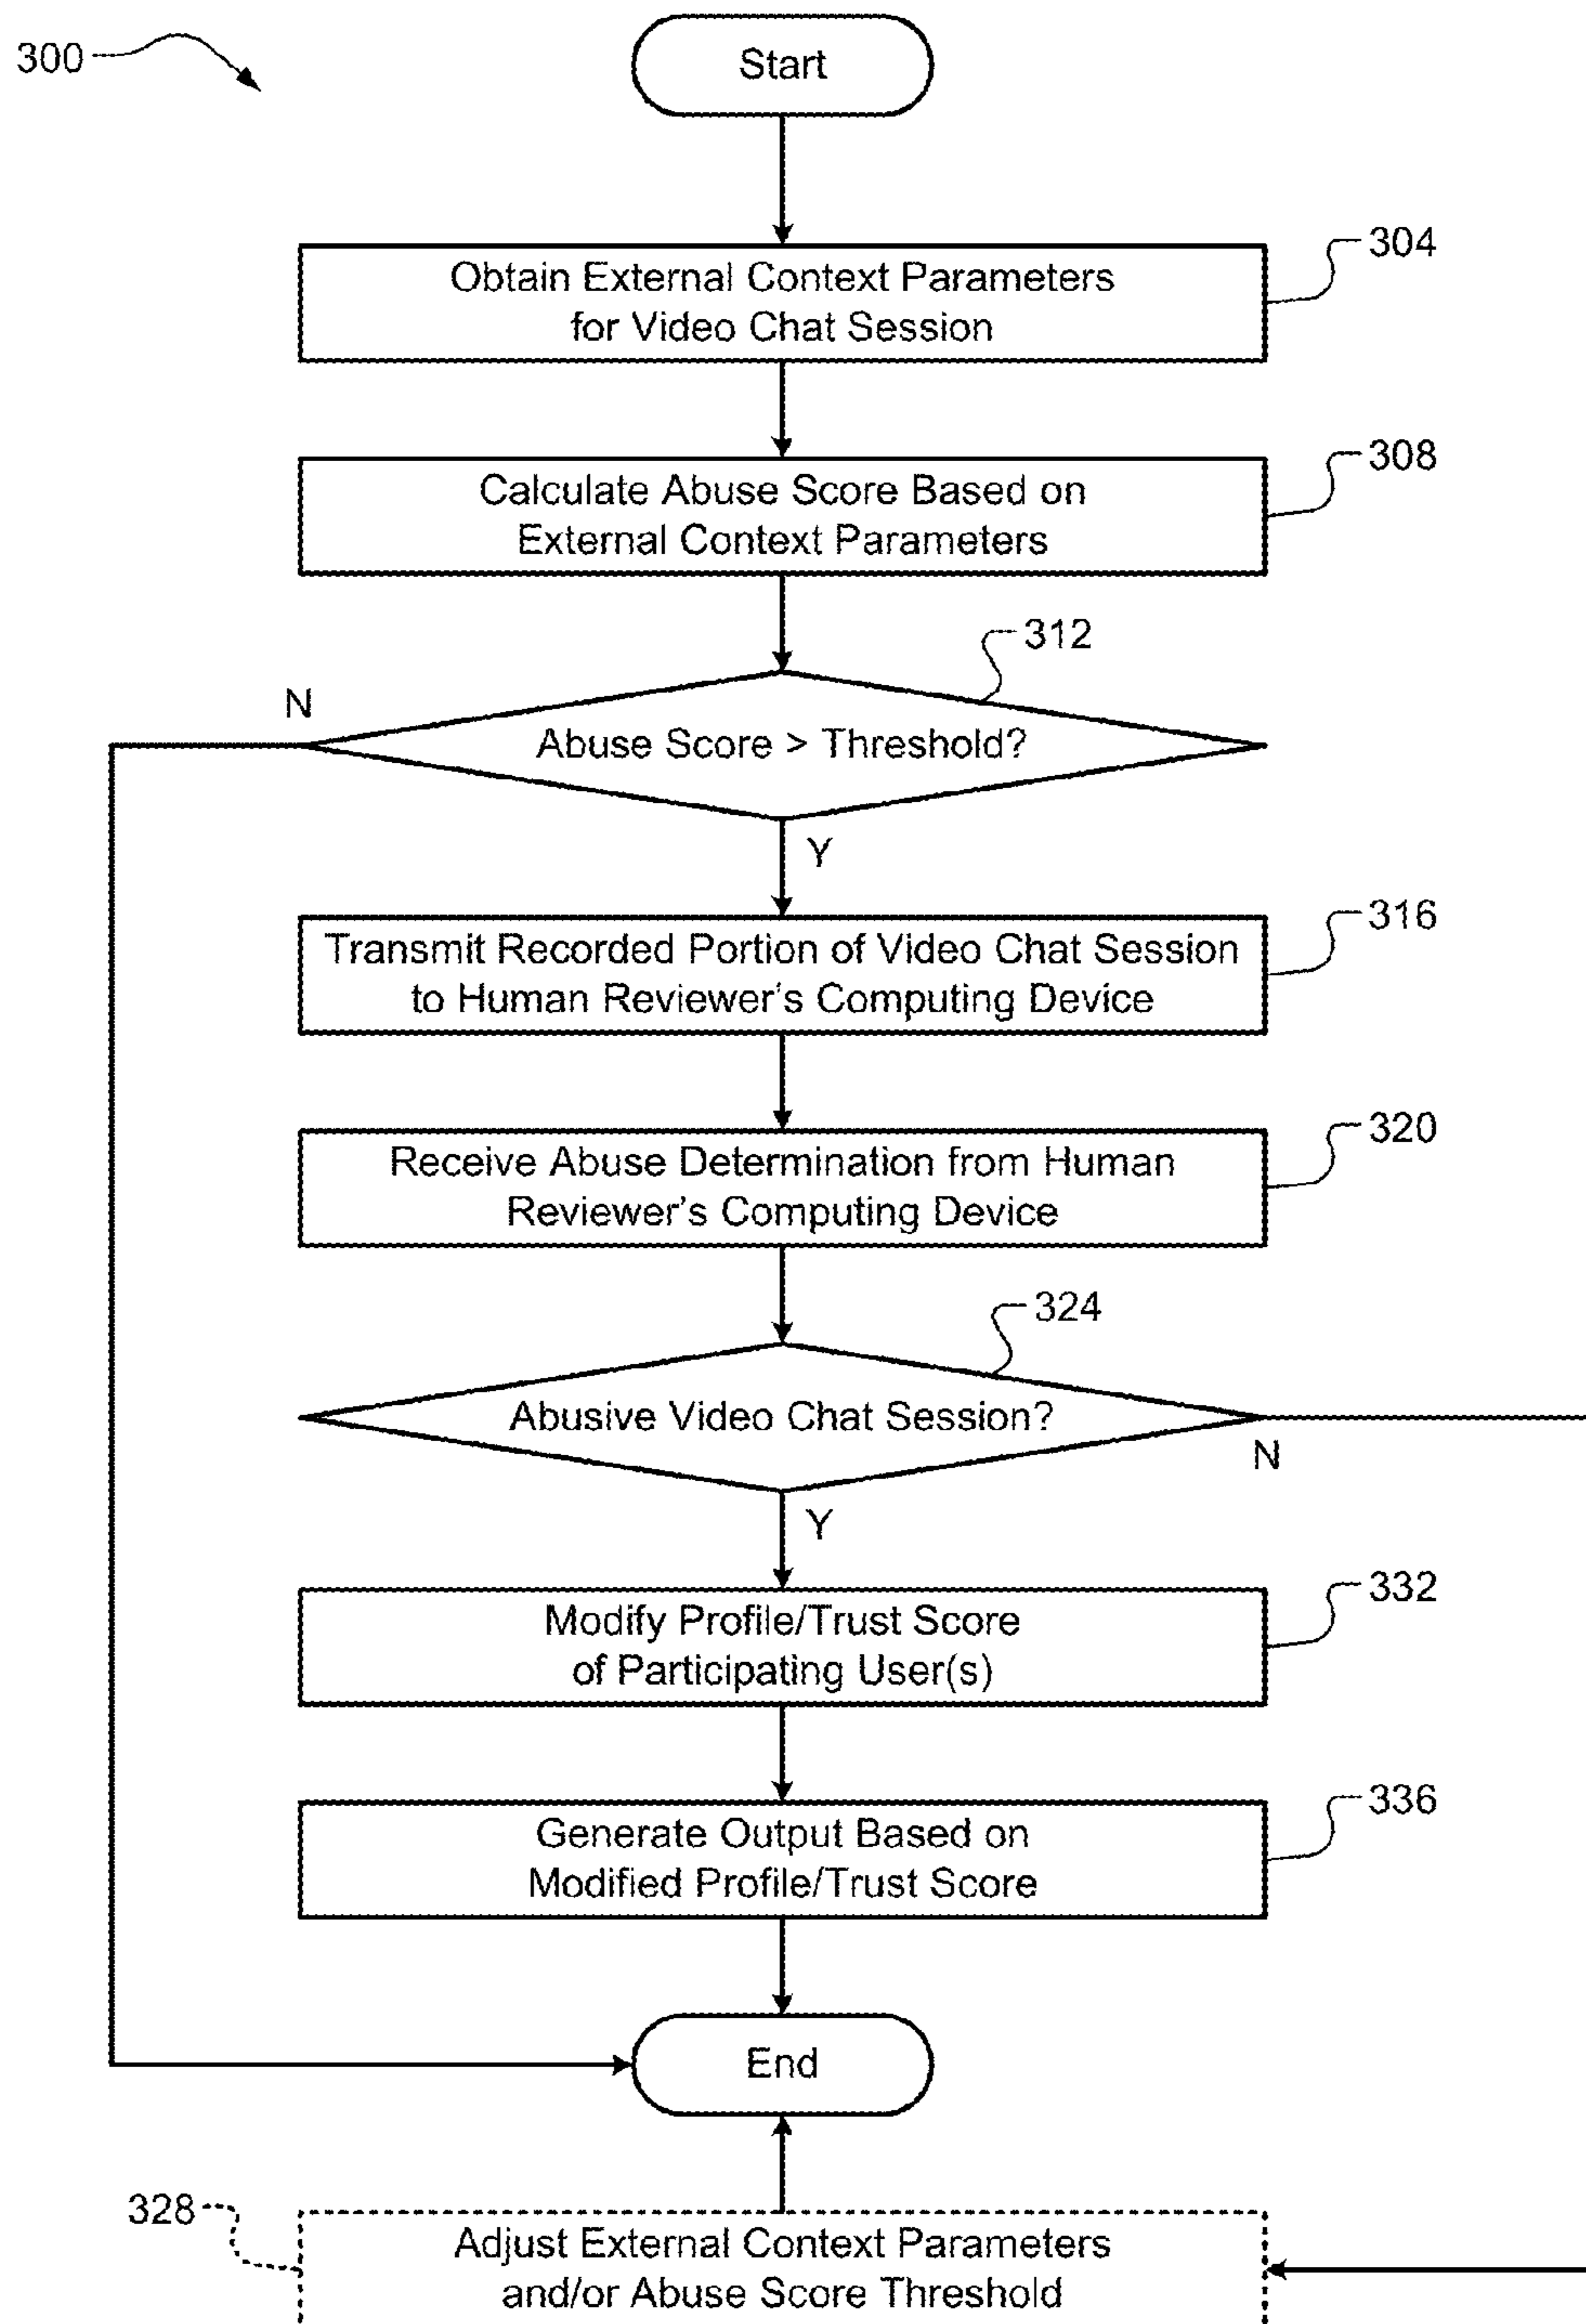 300
Start
304
Obtain External Context Parameters
for Video Chat Session
308
Calculate Abuse Score Based on
External Context Parameters
312
N
Abuse Score > Threshold?
Y
316
Transmit Recorded Portion of Video Chat Session
to Human Reviewer's Computing Device
320
Receive Abuse Determination from Human
Reviewer's Computing Device
324
Abusive Video Chat Session?
N
Y
332
Modify Profile/Trust Score
of Participating User(s)
336
Generate Output Based on
Modified Profile/Trust Score
End
328
Adjust External Context Parameters
and/or Abuse Score Threshold